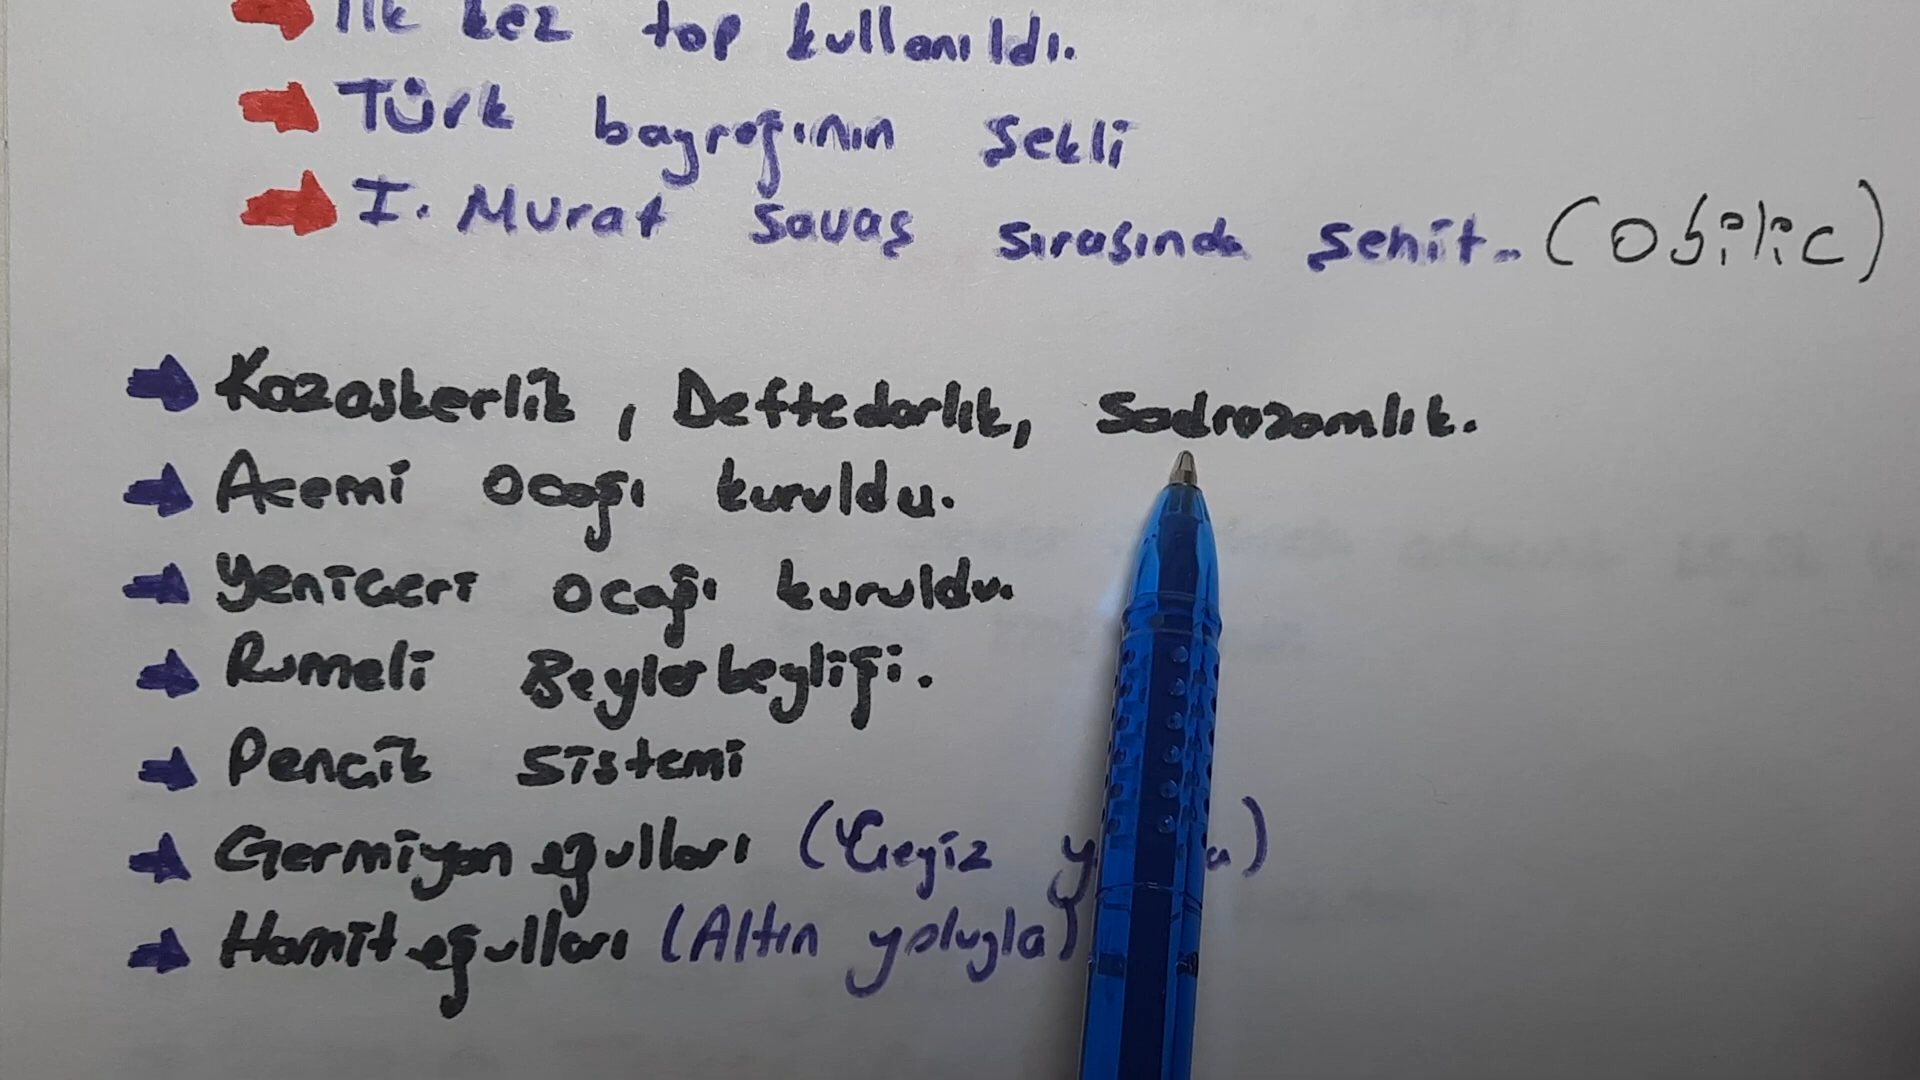 İlk kez top kullanıldı.
Türk bayrağının şekli
I. Murat savaş sırasında şehit. (Obiliç)
Kazaskerlik, Defterdarlık, Sadrazamlık.
Acemi Ocağı kuruldu.
Yeniçeri Ocağı kuruldu.
Rumeli Beylerbeyliği.
Pencik sistemi
Germiyanoğulları (Çeyiz
Hamitoğulları (Altın yoluyla)